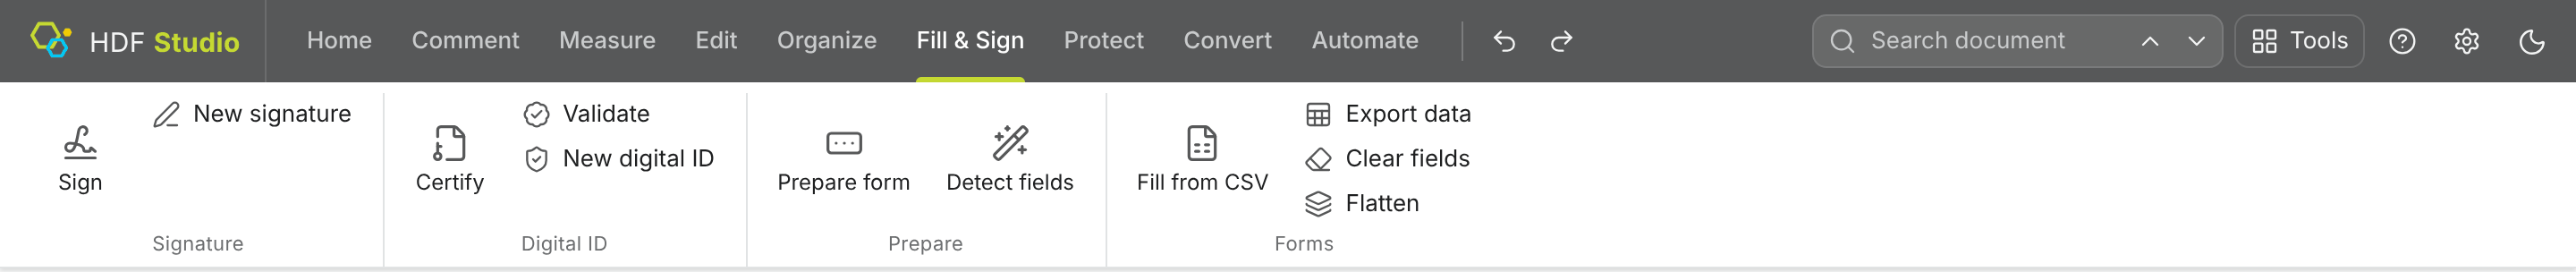 HDF Studio
Home Comment Measure Edit Organize Fill & Sign Protect Convert Automate
Search document
Tools
Sign
New signature
Signature
Certify
Validate
New digital ID
Digital ID
Prepare form
Detect fields
Prepare
Fill from CSV
Export data
Clear fields
Flatten
Forms